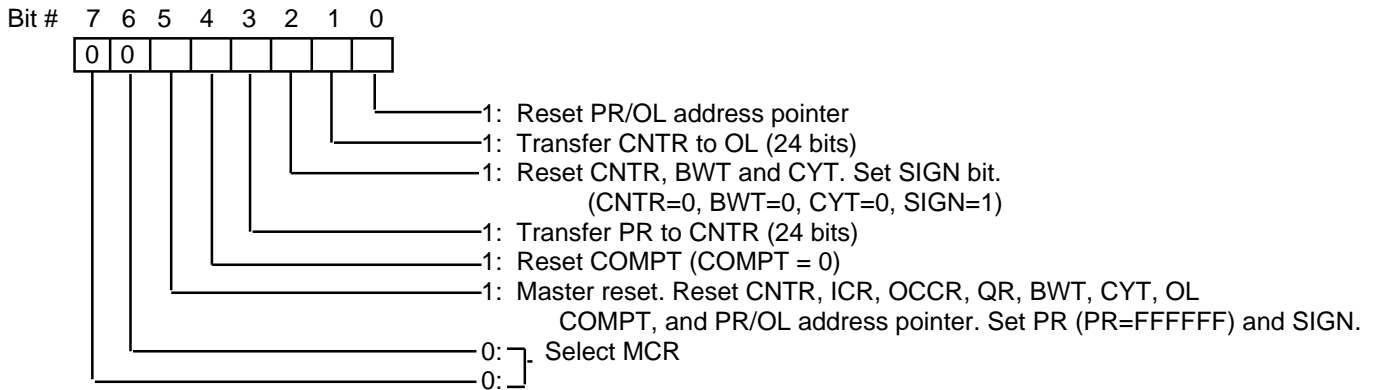 Bit # 7 6 5 4 3 2 1 0
0 0
1: Reset PR/OL address pointer
1: Transfer CNTR to OL (24 bits)
1: Reset CNTR, BWT and CYT. Set SIGN bit.
(CNTR=0, BWT=0, CYT=0, SIGN=1)
1: Transfer PR to CNTR (24 bits)
1: Reset COMPT (COMPT = 0)
1: Master reset. Reset CNTR, ICR, OCCR, QR, BWT, CYT, OL
COMPT, and PR/OL address pointer. Set PR (PR=FFFFFF) and SIGN.
0: Select MCR
0: